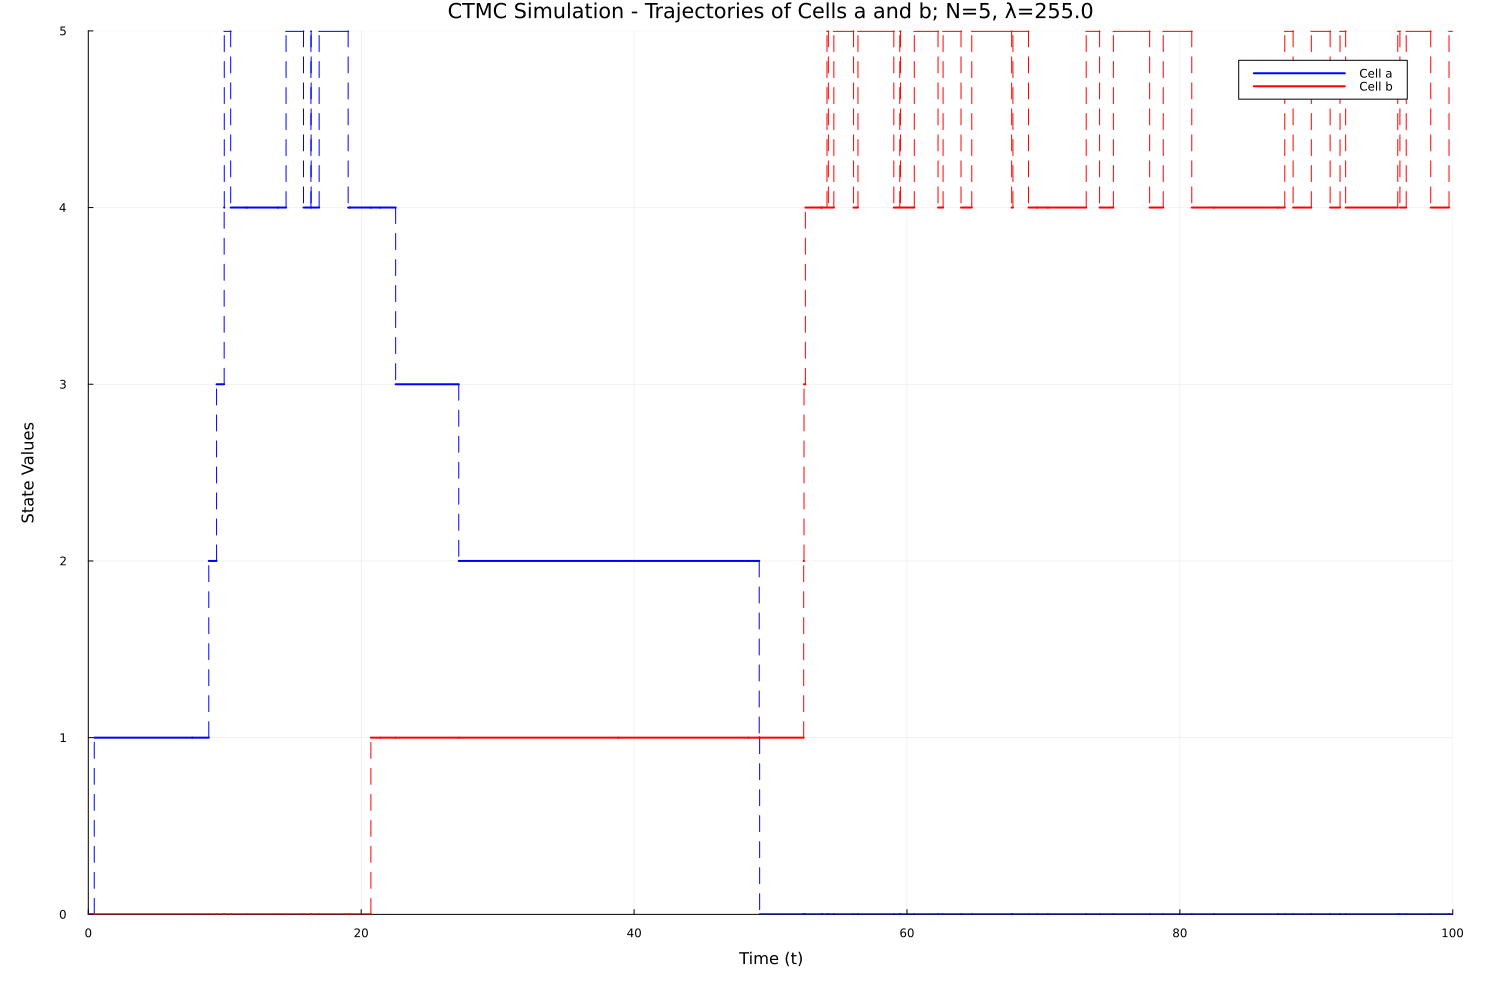 CTMC Simulation - Trajectories of Cells a and b; N=5, λ=255.0
5
4
3
2
1
0
State Values
Cell a
Cell b
0 20 40 60 80 100
Time (t)